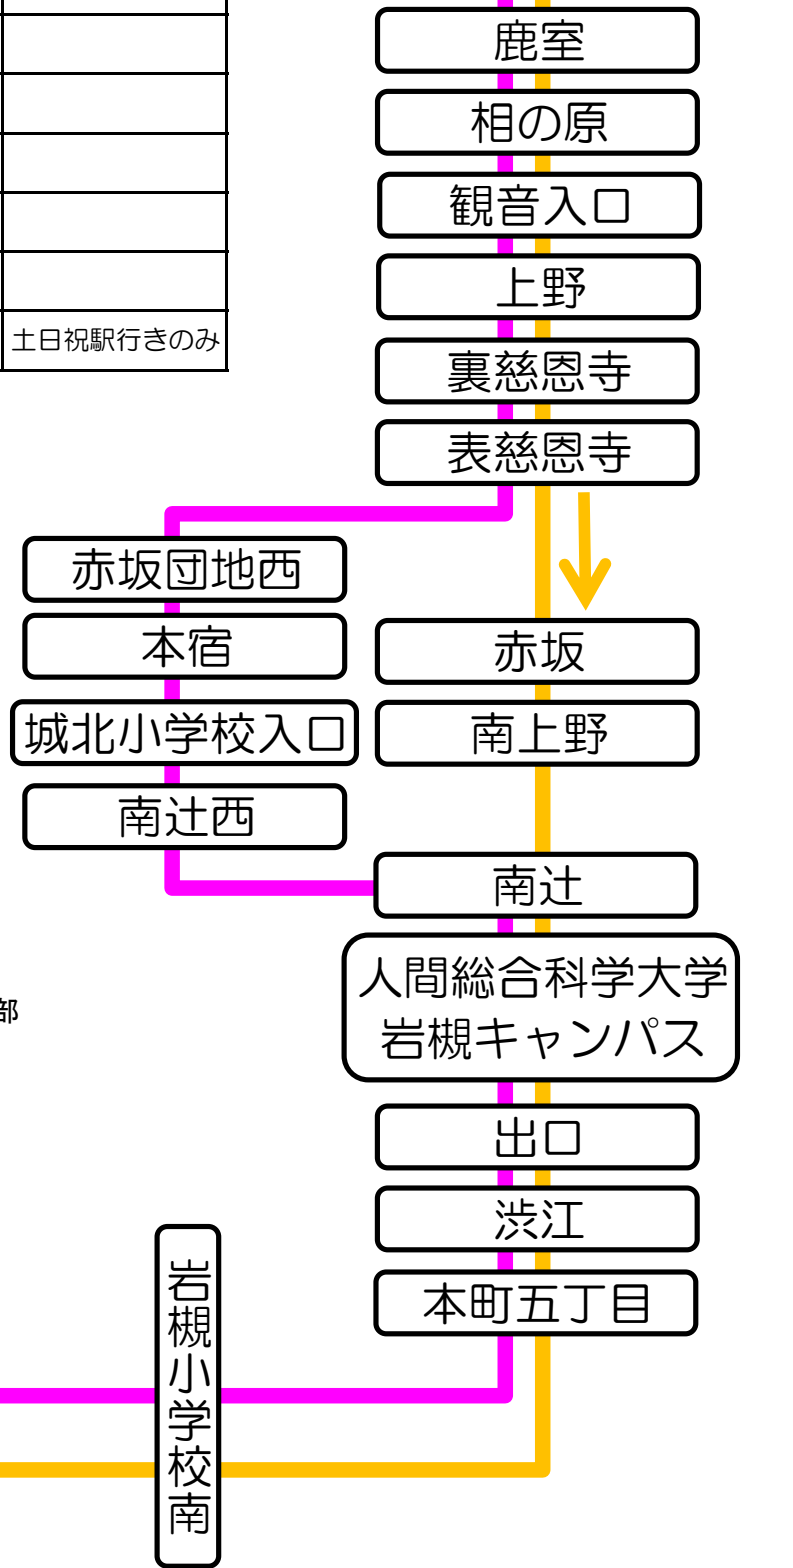 鹿室
相の原
観音入口
上野
土日祝駅行きのみ
裏慈恩寺
表慈恩寺
赤坂団地西
本宿
赤坂
城北小学校入口
南上野
南辻西
南辻
人間総合科学大学
岩槻キャンパス
部
出口
渋江
本町五丁目
岩槻小学校南